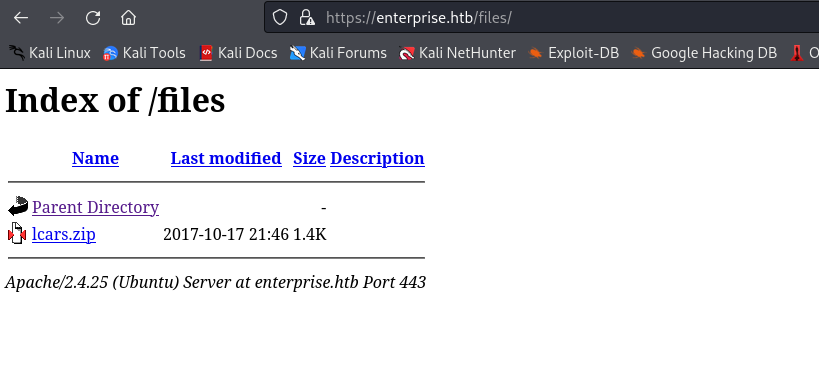 https://enterprise.htb/files/
Kali Linux Kali Tools Kali Docs Kali Forums Kali NetHunter Exploit-DB Google Hacking DB O
Index of /files
Name Last modified Size Description
Parent Directory -
lcars.zip 2017-10-17 21:46 1.4K
Apache/2.4.25 (Ubuntu) Server at enterprise.htb Port 443